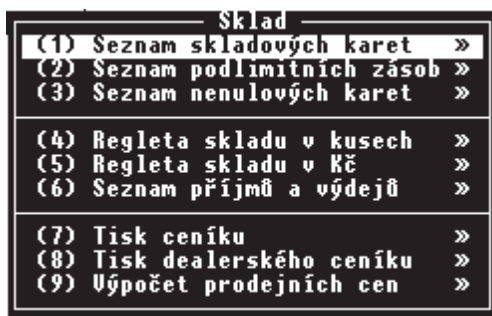 Sklad
(1) Seznam skladových karet »
(2) Seznam podlimitních zásob »
(3) Seznam nenulových karet »
(4) Regleta skladu v kusech »
(5) Regleta skladu v Kč »
(6) Seznam příjmů a výdejů »
(7) Tisk ceníku »
(8) Tisk dealerského ceníku »
(9) Výpočet prodejních cen »